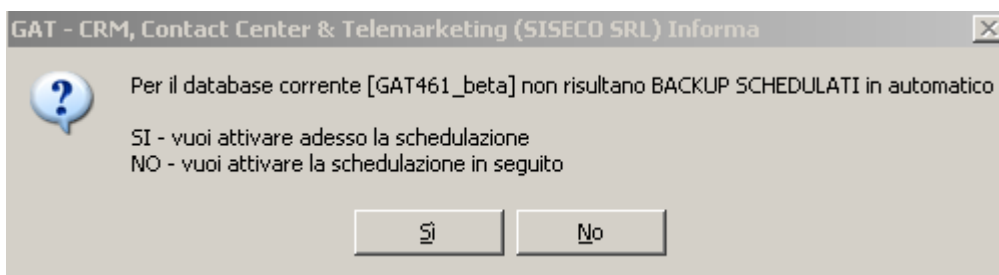 GAT - CRM, Contact Center & Telemarketing (SISECO SRL) Informa
Per il database corrente [GAT461_beta] non risultano BACKUP SCHEDULATI in automatico
SI - vuoi attivare adesso la schedulazione
NO - vuoi attivare la schedulazione in seguito
Sì
No